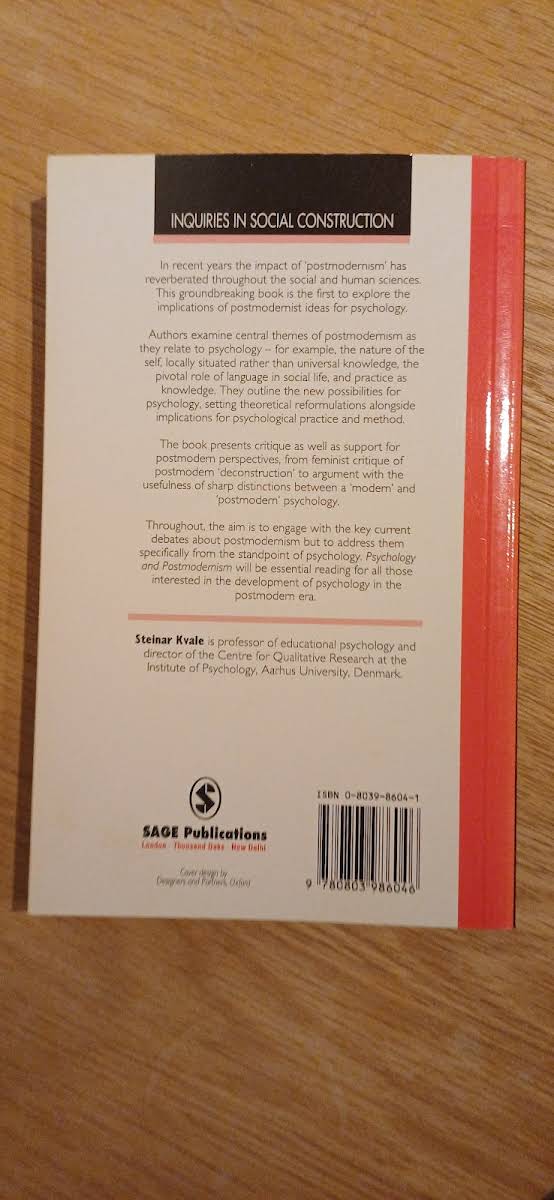 INQUIRIES IN SOCIAL CONSTRUCTION
In recent years the impact of 'postmodernism' has
reverberated throughout the social and human sciences.
This groundbreaking book is the first to explore the
implications of postmodernist ideas for psychology.
Authors examine central themes of postmodernism as
they relate to psychology – for example, the nature of the
self, locally situated rather than universal knowledge, the
pivotal role of language in social life, and practice as
knowledge. They outline the new possibilities for
psychology, setting theoretical reformulations alongside
implications for psychological practice and method.
The book presents critique as well as support for
postmodern perspectives, from feminist critique of
postmodern 'deconstruction' to argument with the
usefulness of sharp distinctions between a 'modern' and
'postmodern' psychology.
Throughout, the aim is to engage with the key current
debates about postmodernism but to address them
specifically from the standpoint of psychology. Psychology
and Postmodernism will be essential reading for all those
interested in the development of psychology in the
postmodern era.
Steinar Kvale is professor of educational psychology and
director of the Centre for Qualitative Research at the
Institute of Psychology, Aarhus University, Denmark.
S
SAGE Publications
London · Thousand Oaks · New Delhi
Cover design by
Designers and Partners, Oxford
ISBN 0-8039-8604-1
9 780803 986046